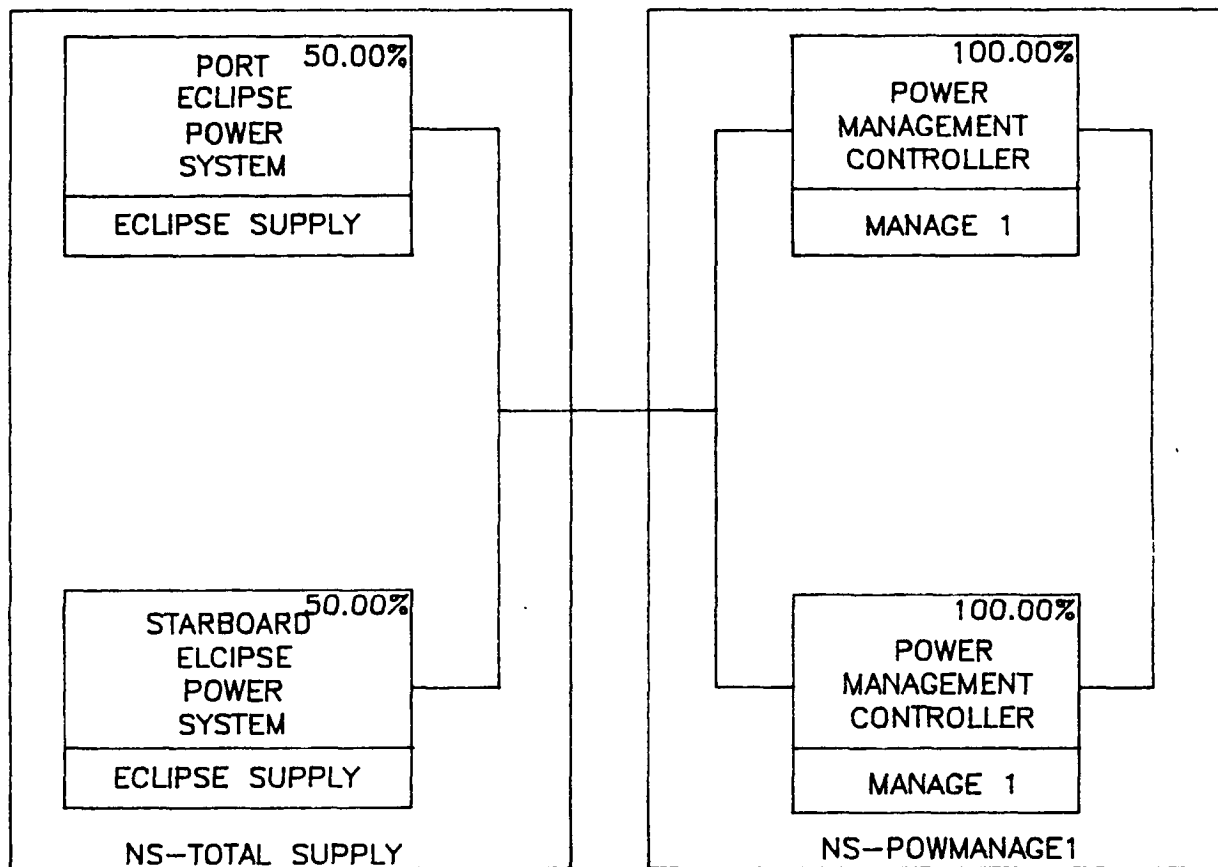 50.00%
PORT
ECLIPSE
POWER
SYSTEM
ECLIPSE SUPPLY
50.00%
STARBOARD
ELCIPSE
POWER
SYSTEM
ECLIPSE SUPPLY
NS-TOTAL SUPPLY
100.00%
POWER
MANAGEMENT
CONTROLLER
MANAGE 1
100.00%
POWER
MANAGEMENT
CONTROLLER
MANAGE 1
NS-POWMANAGE1